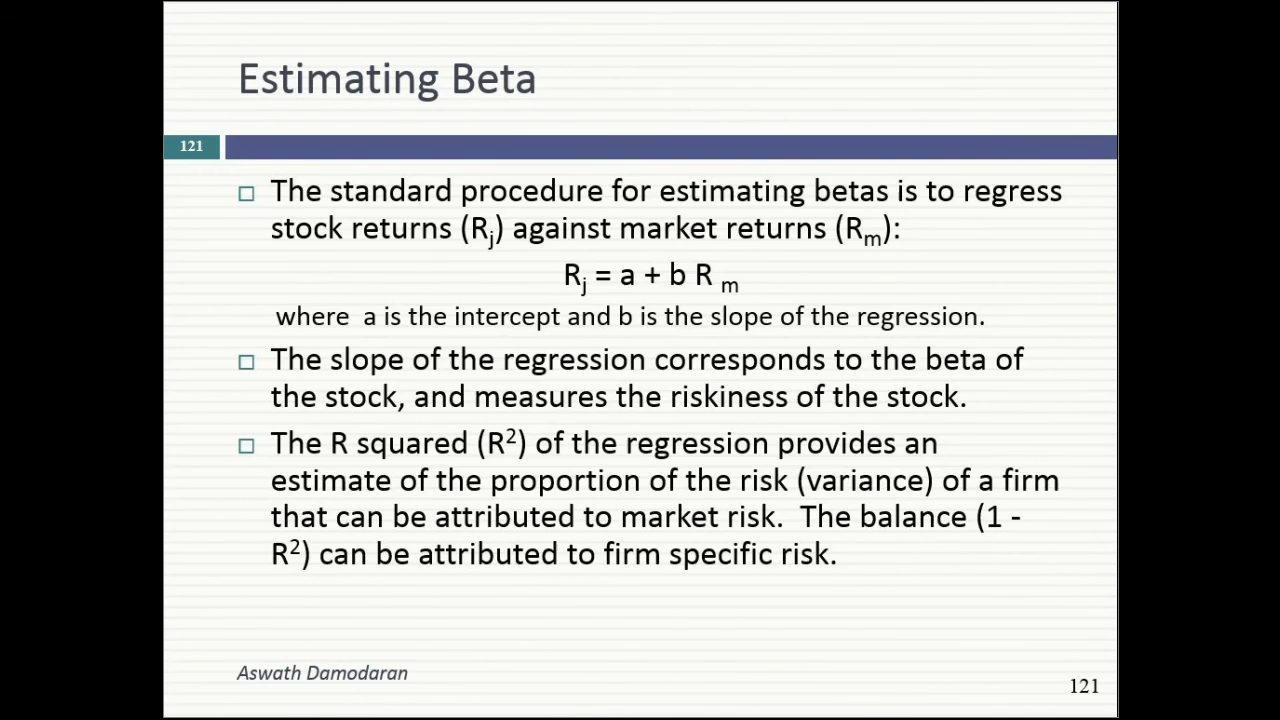 Estimating Beta
121
□ The standard procedure for estimating betas is to regress
stock returns (Rj) against market returns (Rm):
Rj = a + b R m
where a is the intercept and b is the slope of the regression.
□ The slope of the regression corresponds to the beta of
the stock, and measures the riskiness of the stock.
□ The R squared (R²) of the regression provides an
estimate of the proportion of the risk (variance) of a firm
that can be attributed to market risk. The balance (1 -
R²) can be attributed to firm specific risk.
Aswath Damodaran
121